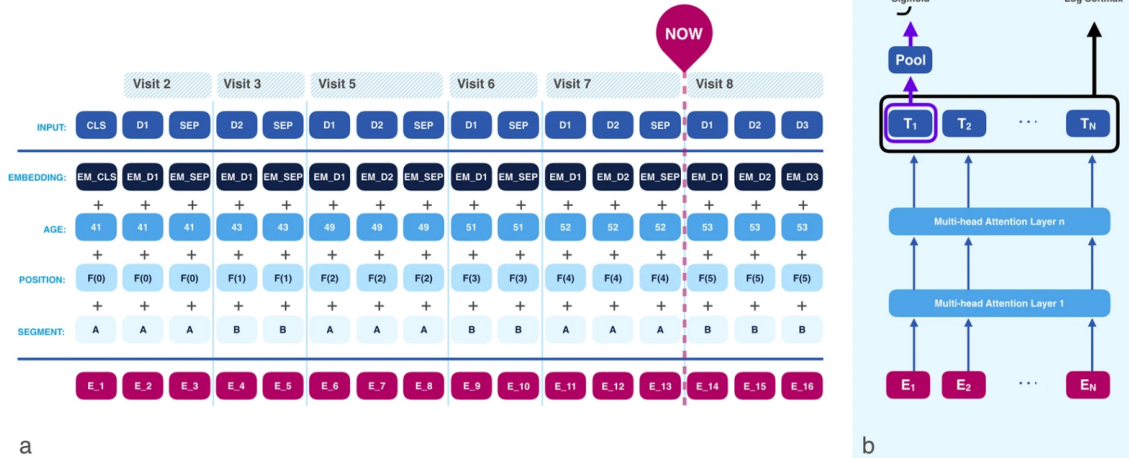 NOW
Visit 2 Visit 3 Visit 5 Visit 6 Visit 7 Visit 8
INPUT: CLS D1 SEP D2 SEP D1 D2 SEP D1 SEP D1 D2 SEP D1 D2 D3
EMBEDDING: EM_CLS EM_D1 EM_SEP EM_D1 EM_SEP EM_D1 EM_D2 EM_SEP EM_D1 EM_SEP EM_D1 EM_D2 EM_SEP EM_D1 EM_D2 EM_D3
+ + + + + + + + + + + + + + + +
AGE: 41 41 41 43 43 49 49 49 51 51 52 52 52 53 53 53
+ + + + + + + + + + + + + + + +
POSITION: F(0) F(0) F(0) F(1) F(1) F(2) F(2) F(2) F(3) F(3) F(4) F(4) F(4) F(5) F(5) F(5)
+ + + + + + + + + + + + + + + +
SEGMENT: A A A B B A A A B B A A A B B B
E_1 E_2 E_3 E_4 E_5 E_6 E_7 E_8 E_9 E_10 E_11 E_12 E_13 E_14 E_15 E_16
a
Sigmoid Log Softmax
Pool
T1 T2 ... TN
Multi-head Attention Layer n
Multi-head Attention Layer 1
E1 E2 ... EN
b